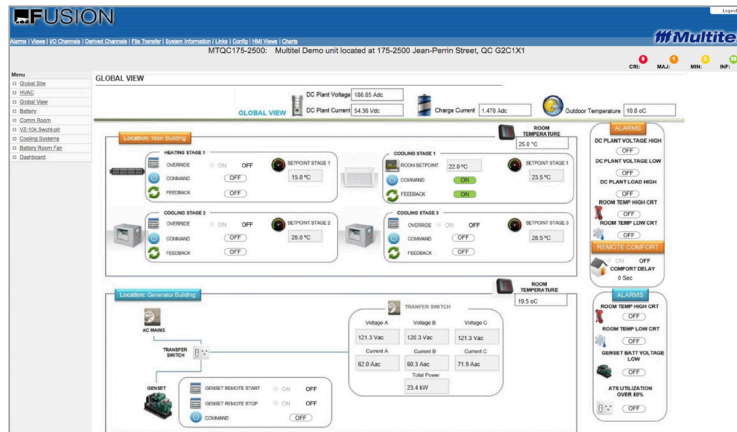 FUSION
Logout
Multitel
Alarms | Views | I/O Channels | Derived Channels | File Transfer | System Information | Links | Config | HMI Views | Charts
MTQC175-2500: Multitel Demo unit located at 175-2500 Jean-Perrin Street, QC G2C1X1
CRI: MAJ: MIN: INF:
Menu
Global Site
HVAC
Global View
Battery
Comm Room
Cooling Systems
Battery Room Fan
Dashboard
GLOBAL VIEW
GLOBAL VIEW
DC Plant Voltage 186.65 Adc
DC Plant Current 54.36 Vdc
Charge Current 1.470 Adc
Outdoor Temperature 10.6 oC
Location: Main Building
ROOM TEMPERATURE
25.0 °C
HEATING STAGE 1
OVERRIDE ON OFF
COMMAND OFF
FEEDBACK OFF
SETPOINT STAGE 1
15.0 °C
COOLING STAGE 1
ROOM SETPOINT 22.0 °C
COMMAND ON
FEEDBACK ON
SETPOINT STAGE 1
23.5 °C
COOLING STAGE 2
OVERRIDE ON OFF
COMMAND OFF
FEEDBACK OFF
SETPOINT STAGE 2
26.0 °C
COOLING STAGE 3
OVERRIDE ON OFF
COMMAND OFF
FEEDBACK OFF
SETPOINT STAGE 3
28.5 °C
ALARMS
DC PLANT VOLTAGE HIGH
OFF
DC PLANT VOLTAGE LOW
OFF
DC PLANT LOAD HIGH
OFF
ROOM TEMP HIGH CRT
OFF
ROOM TEMP LOW CRT
OFF
REMOTE COMFORT
ON OFF
COMFORT DELAY
0 Sec
Location: Generator Building
ROOM TEMPERATURE
19.5 oC
AC MAINS
TRANSFER SWITCH
GENSET
TRANFER SWITCH
Voltage A Voltage B Voltage C
121.3 Vac 120.3 Vac 121.3 Vac
Current A Current B Current C
62.0 Aac 60.3 Aac 71.9 Aac
Total Power
23.4 kW
GENSET REMOTE START ON OFF
GENSET REMOTE STOP ON OFF
COMMAND OFF
ALARMS
ROOM TEMP HIGH CRT
OFF
ROOM TEMP LOW CRT
OFF
GENSET BATT VOLTAGE LOW
OFF
ATS UTILIZATION OVER 80%
OFF